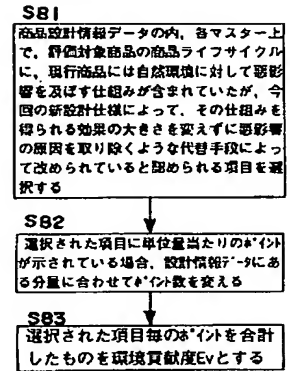 S81
商品設計情報データの内、各マスター上
で、評価対象商品の商品ライフサイクル
に、現行商品には自然環境に対して悪影
響を及ぼす仕組みが含まれていたが、今
回の新設計仕様によって、その仕組みで
得られる効果の大きさを変えずに悪影響
の原因を取り除くような代替手段によっ
て改められていると認められる項目を選
択する
S82
選択された項目に単位量当たりのポイント
が示されている場合、設計情報データにあ
る分量に合わせてポイント数を変える
S83
選択された項目毎のポイントを合計
したものを環境貢献度Evとする